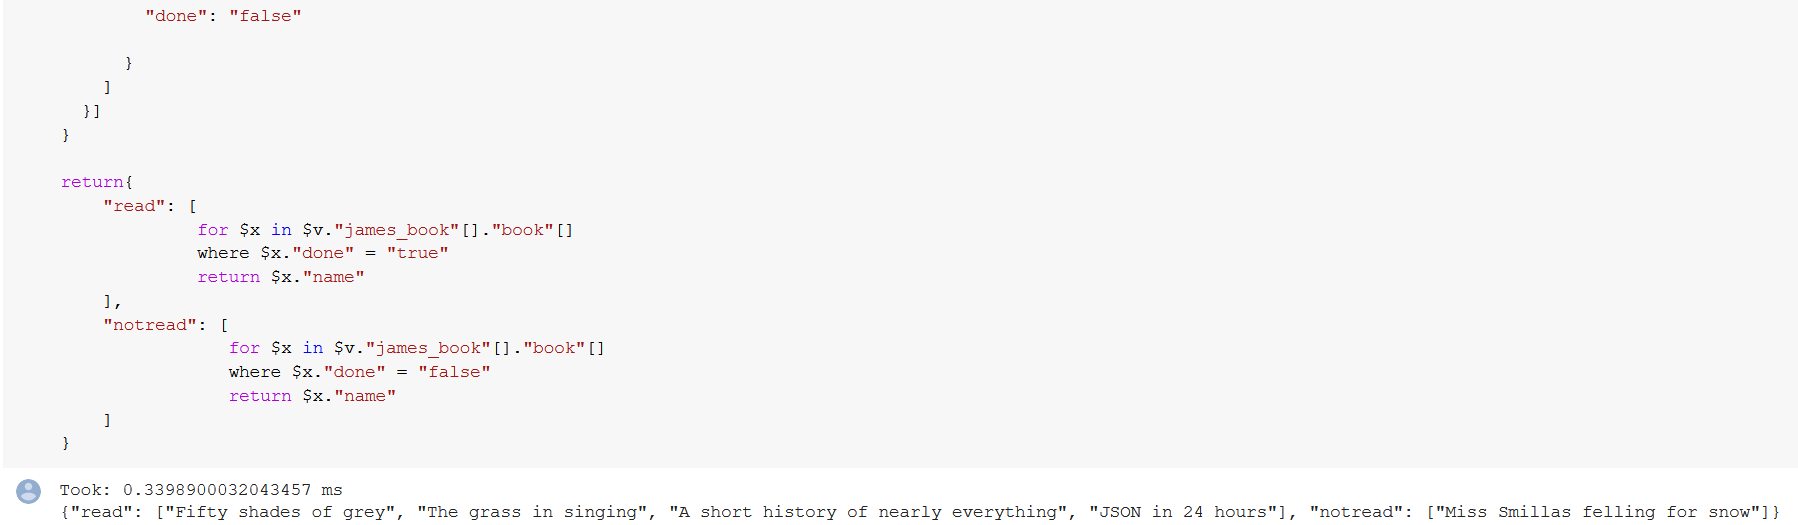 "done": "false"
}
]
}]
}
return{
"read": [
for $x in $v."james_book"[]."book"[]
where $x."done" = "true"
return $x."name"
],
"notread": [
for $x in $v."james_book"[]."book"[]
where $x."done" = "false"
return $x."name"
]
}
Took: 0.3398900032043457 ms
{"read": ["Fifty shades of grey", "The grass in singing", "A short history of nearly everything", "JSON in 24 hours"], "notread": ["Miss Smillas felling for snow"]}